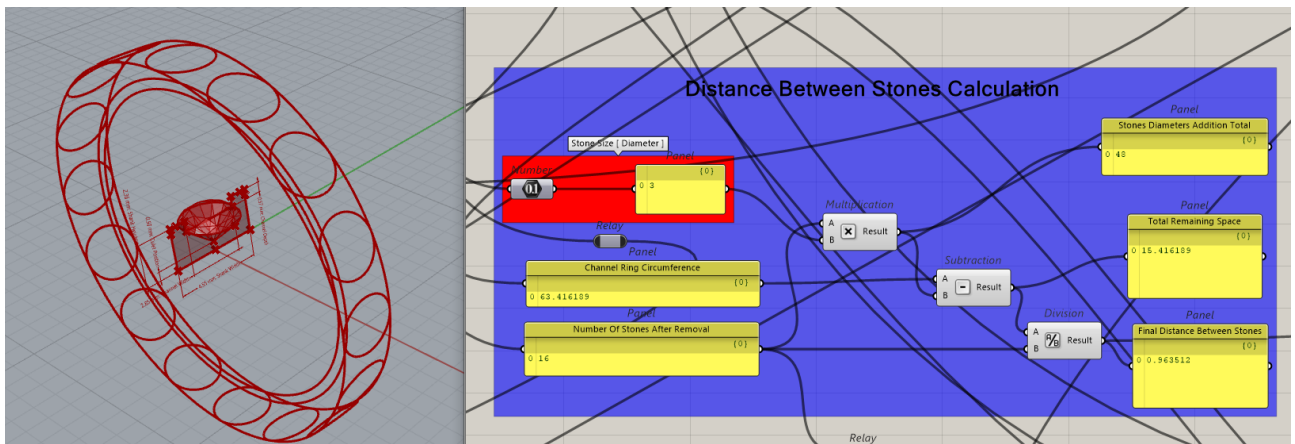 Distance Between Stones Calculation
Stone Size [ Diameter ]
Number
0.1
Panel
{0}
0 3
Relay
Panel
Channel Ring Circumference
{0}
0 63.416189
Panel
Number Of Stones After Removal
{0}
0 16
Multiplication
A
B
×
Result
Subtraction
A
B
-
Result
Division
A
B
A/B
Result
Panel
Stones Diameters Addition Total
{0}
0 48
Panel
Total Remaining Space
{0}
0 15.416189
Panel
Final Distance Between Stones
{0}
0 0.963512
Relay